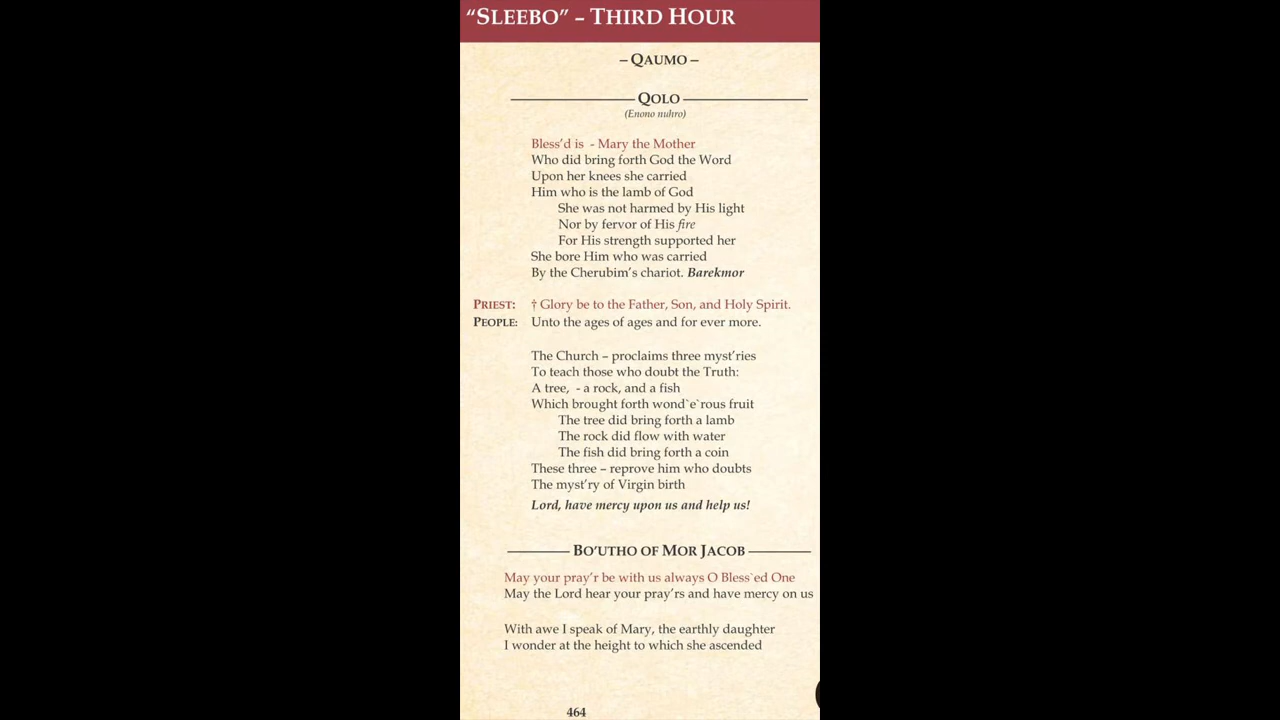 “SLEEBO” – THIRD HOUR
– QAUMO –
QOLO
(Enono nuhro)
Bless’d is - Mary the Mother
Who did bring forth God the Word
Upon her knees she carried
Him who is the lamb of God
She was not harmed by His light
Nor by fervor of His fire
For His strength supported her
She bore Him who was carried
By the Cherubim’s chariot. Barekmor
PRIEST: † Glory be to the Father, Son, and Holy Spirit.
PEOPLE: Unto the ages of ages and for ever more.
The Church – proclaims three myst’ries
To teach those who doubt the Truth:
A tree, - a rock, and a fish
Which brought forth wond`e`rous fruit
The tree did bring forth a lamb
The rock did flow with water
The fish did bring forth a coin
These three – reprove him who doubts
The myst’ry of Virgin birth
Lord, have mercy upon us and help us!
BO’UTHO OF MOR JACOB
May your pray’r be with us always O Bless`ed One
May the Lord hear your pray’rs and have mercy on us
With awe I speak of Mary, the earthly daughter
I wonder at the height to which she ascended
464